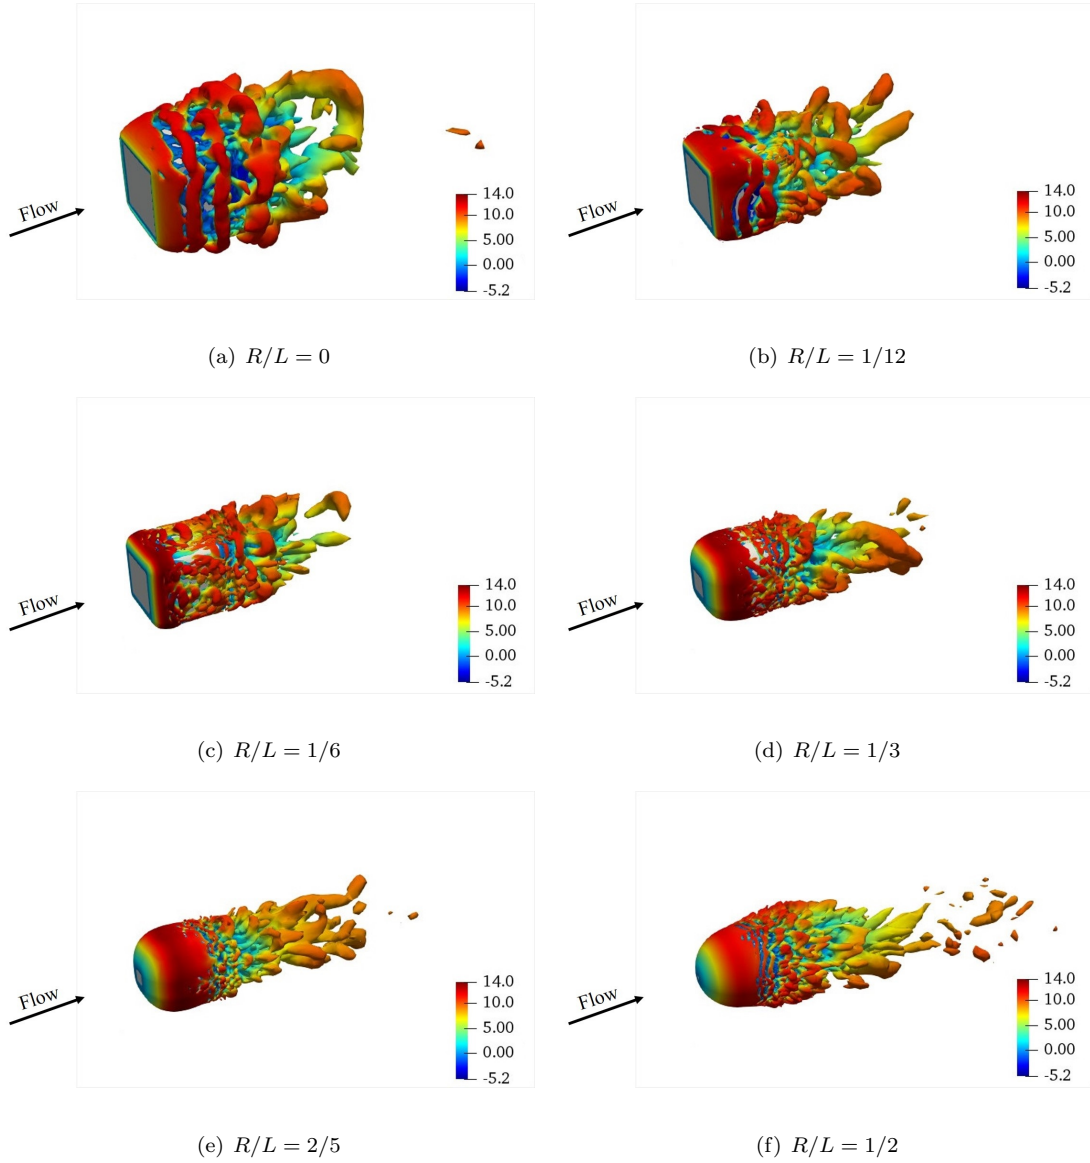 Flow
14.0
10.0
5.00
0.00
-5.2
Flow
14.0
10.0
5.00
0.00
-5.2
(a) R/L = 0
(b) R/L = 1/12
Flow
14.0
10.0
5.00
0.00
-5.2
Flow
14.0
10.0
5.00
0.00
-5.2
(c) R/L = 1/6
(d) R/L = 1/3
Flow
14.0
10.0
5.00
0.00
-5.2
Flow
14.0
10.0
5.00
0.00
-5.2
(e) R/L = 2/5
(f) R/L = 1/2